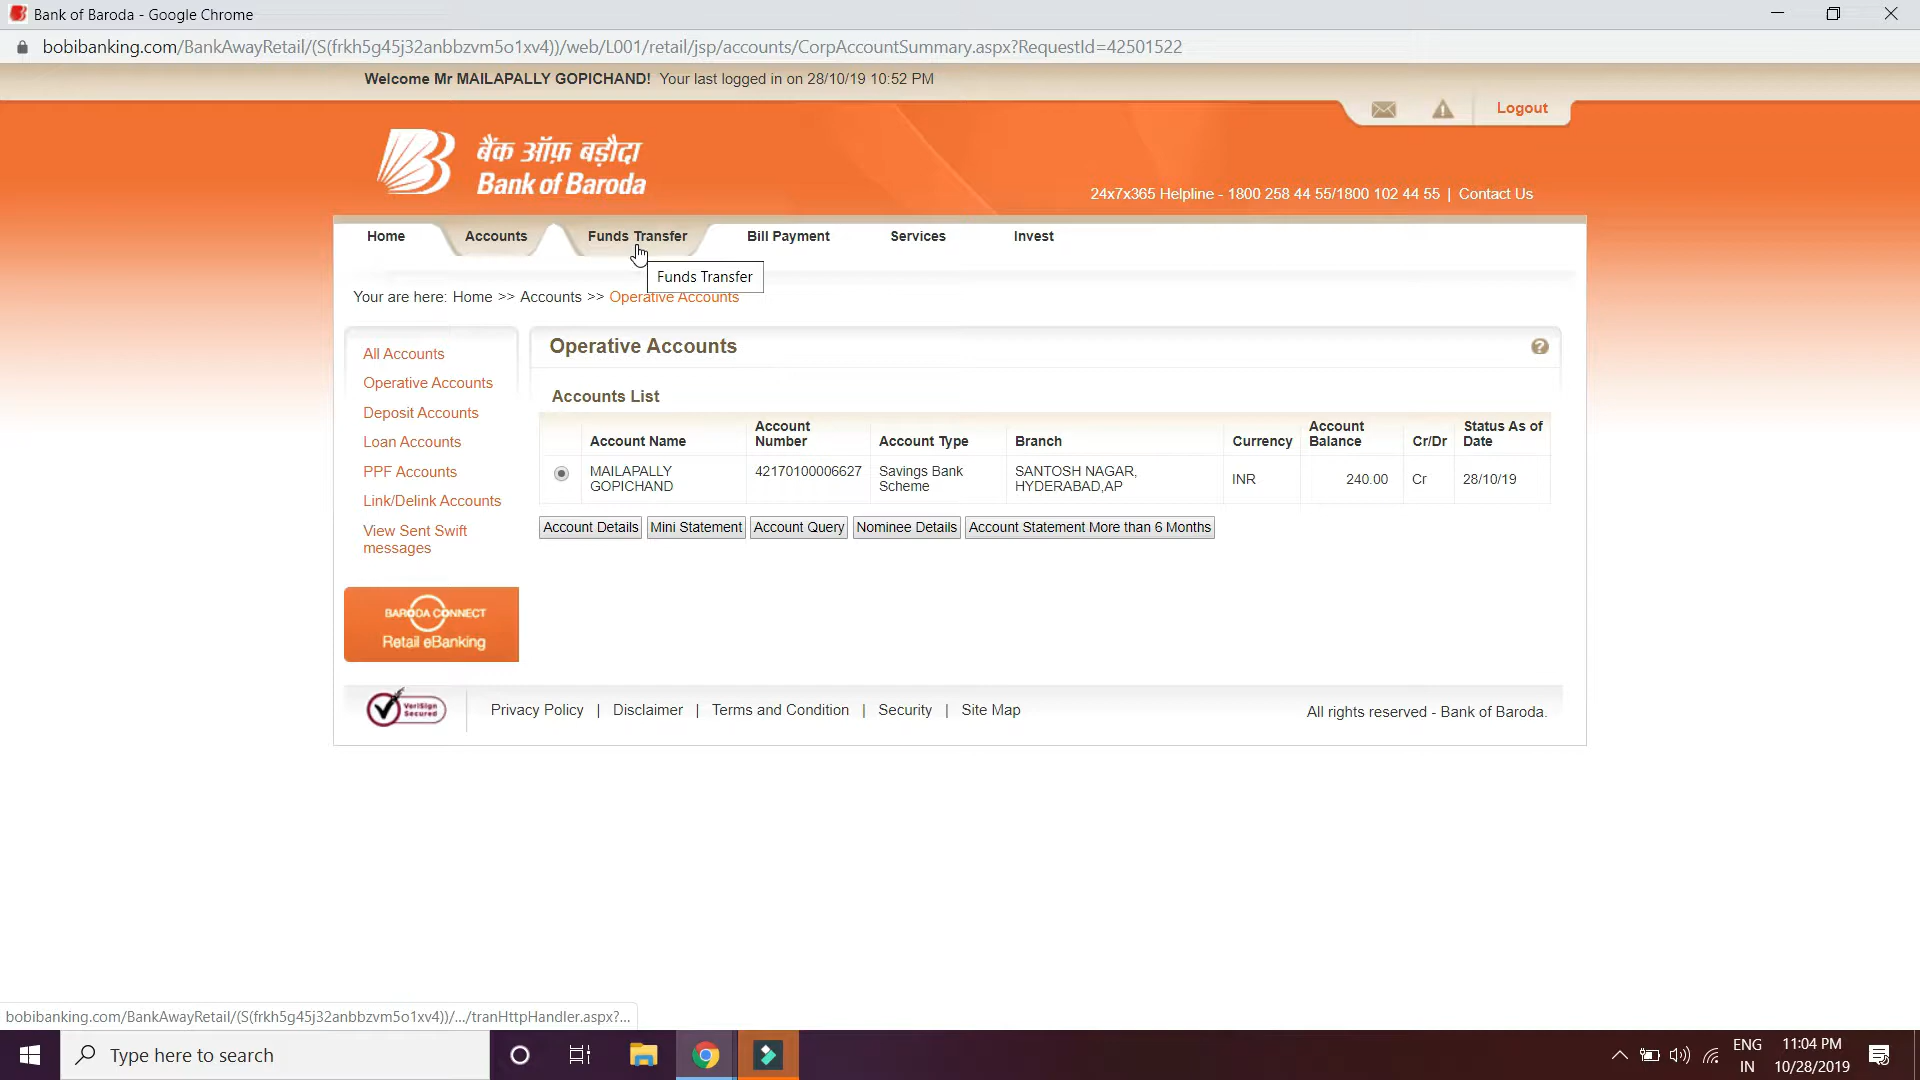 Bank of Baroda - Google Chrome
bobibanking.com/BankAwayRetail/(S(frkh5g45j32anbbzvm5o1xv4))/web/L001/retail/jsp/accounts/CorpAccountSummary.aspx?RequestId=42501522
Welcome Mr MAILAPALLY GOPICHAND! Your last logged in on 28/10/19 10:52 PM
Logout
बैंक ऑफ़ बड़ौदा
Bank of Baroda
24x7x365 Helpline - 1800 258 44 55/1800 102 44 55 | Contact Us
Home Accounts Funds Transfer Bill Payment Services Invest
Funds Transfer
Your are here: Home >> Accounts >> Operative Accounts
All Accounts
Operative Accounts
Deposit Accounts
Loan Accounts
PPF Accounts
Link/Delink Accounts
View Sent Swift
messages
BARODA CONNECT
Retail eBanking
Operative Accounts
Accounts List
Account Name Account Number Account Type Branch Currency Account Balance Cr/Dr Status As of Date
MAILAPALLY GOPICHAND 42170100006627 Savings Bank Scheme SANTOSH NAGAR, HYDERABAD,AP INR 240.00 Cr 28/10/19
Account Details Mini Statement Account Query Nominee Details Account Statement More than 6 Months
VeriSign
Secured
Privacy Policy | Disclaimer | Terms and Condition | Security | Site Map
All rights reserved - Bank of Baroda.
bobibanking.com/BankAwayRetail/(S(frkh5g45j32anbbzvm5o1xv4))/.../tranHttpHandler.aspx?...
Type here to search
ENG
IN
11:04 PM
10/28/2019